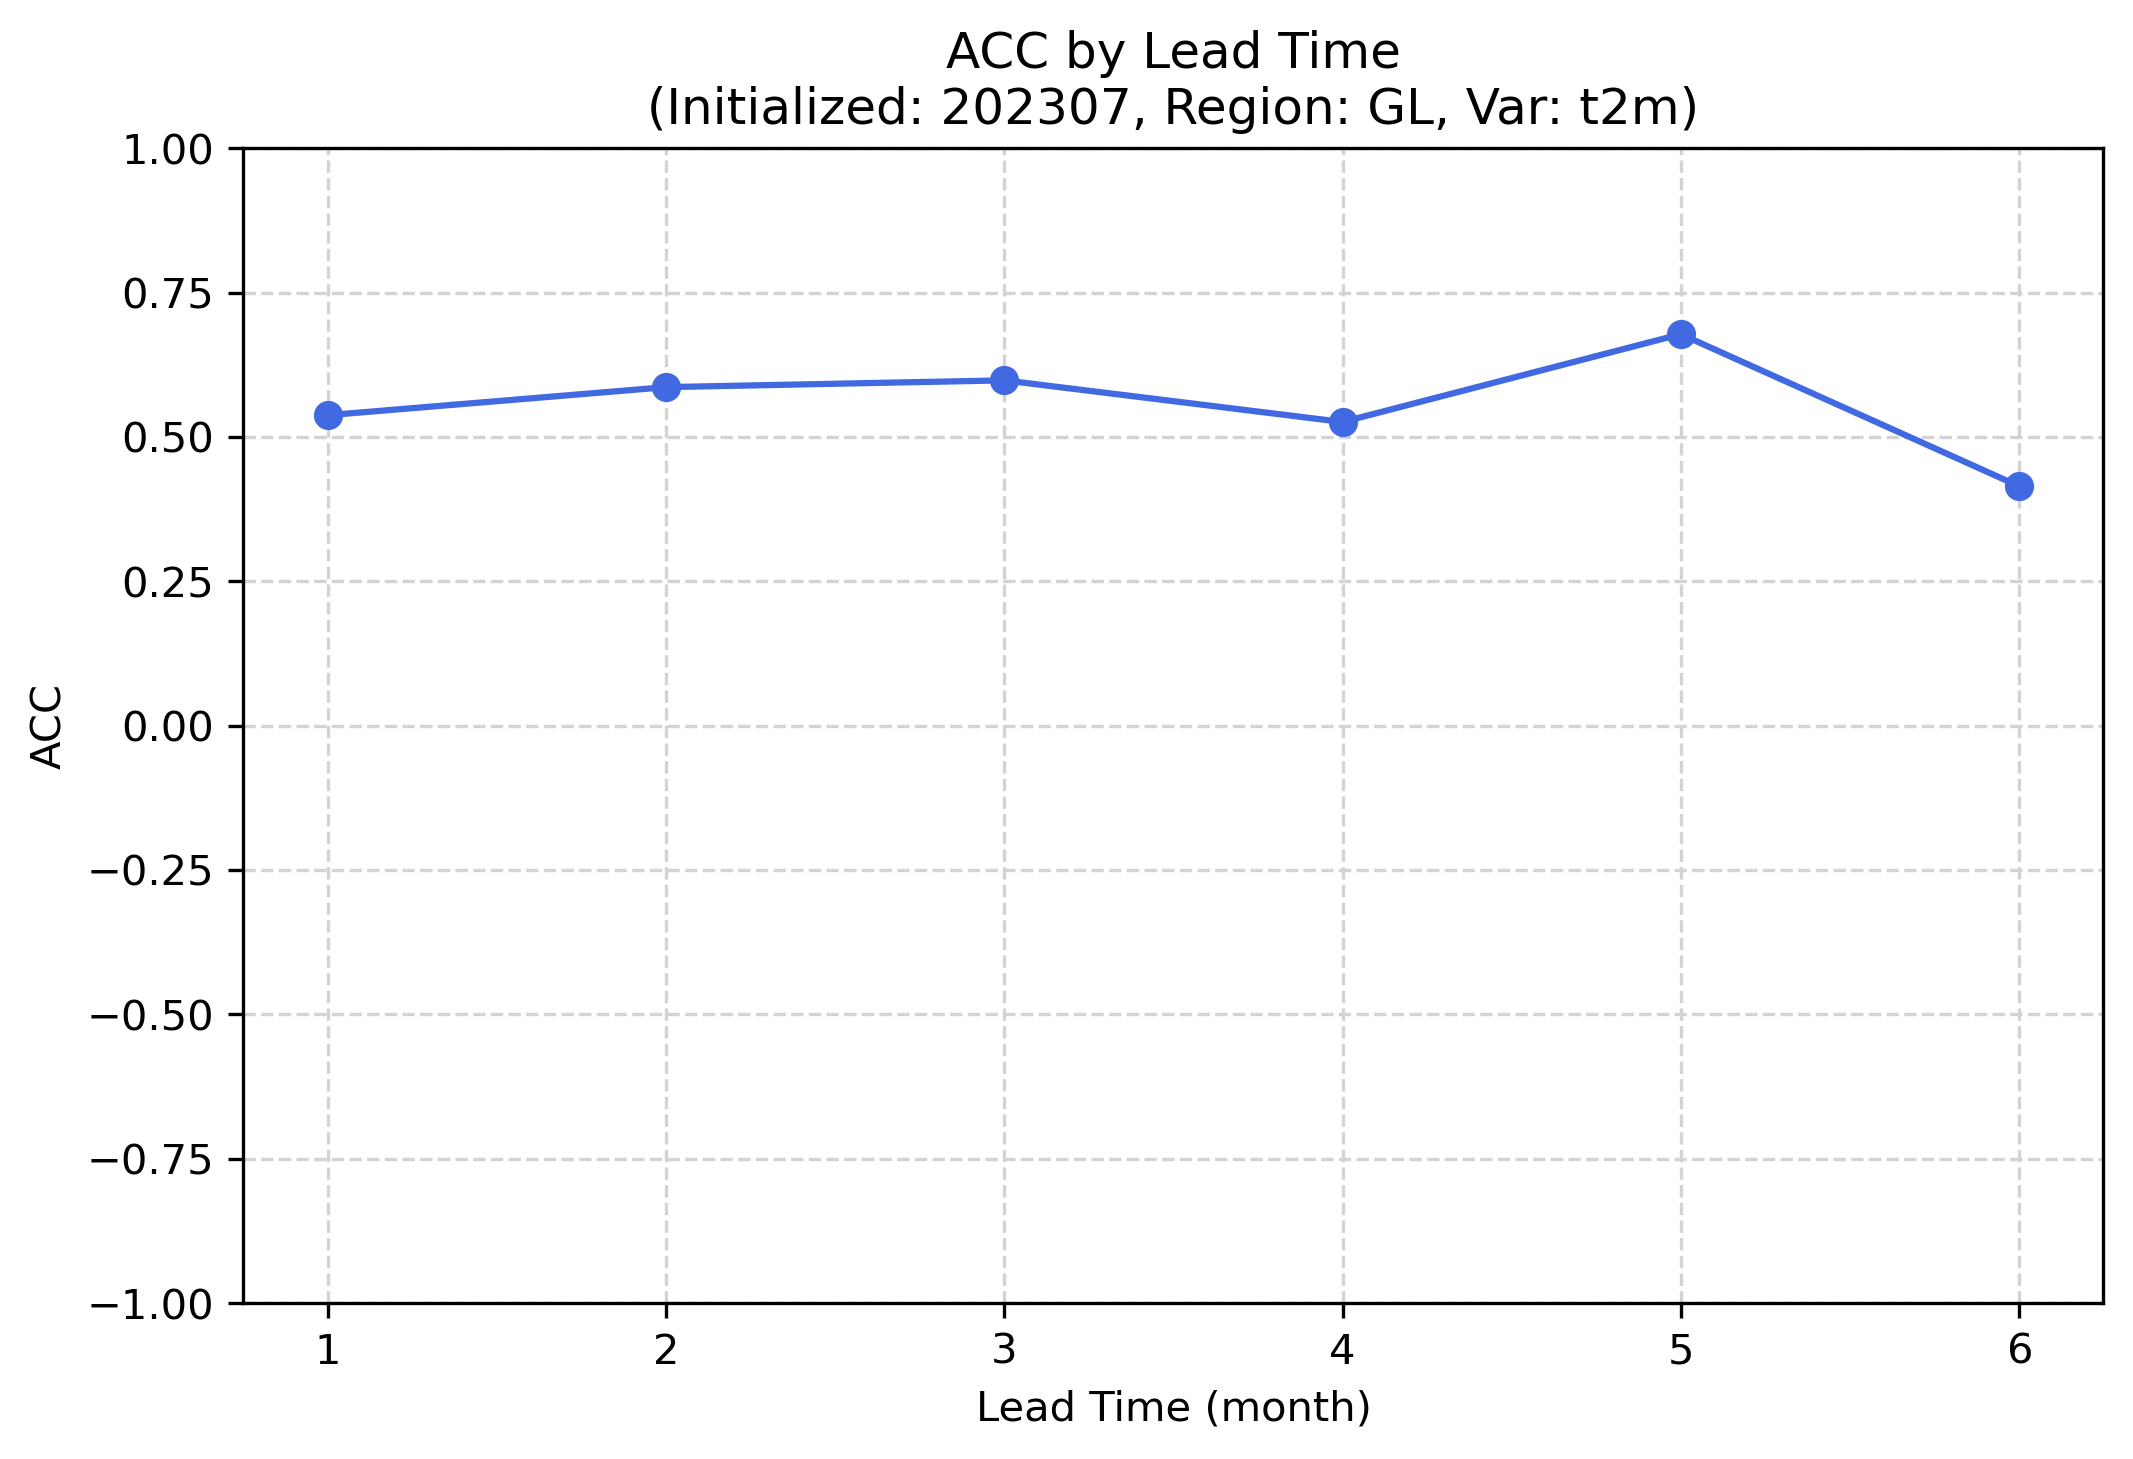 ACC by Lead Time
(Initialized: 202307, Region: GL, Var: t2m)
1.00
0.75
0.50
0.25
0.00
−0.25
−0.50
−0.75
−1.00
ACC
1 2 3 4 5 6
Lead Time (month)